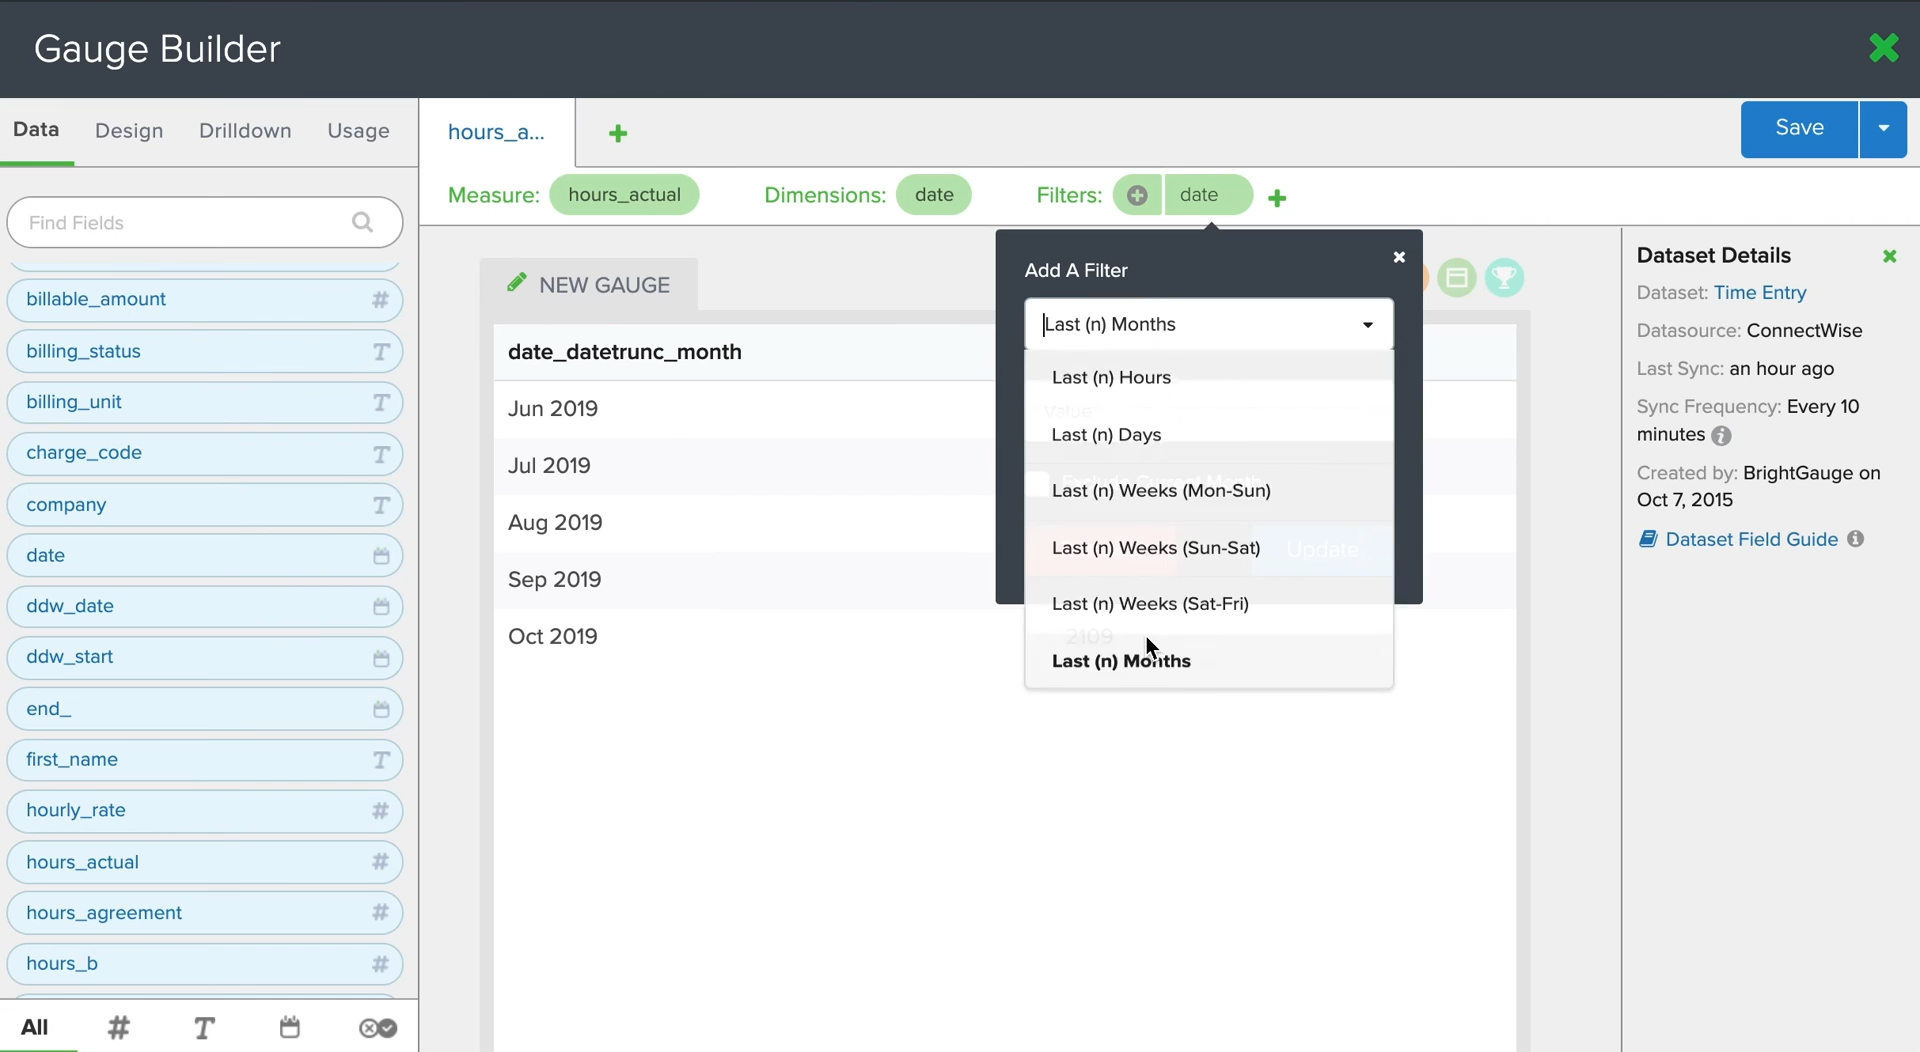 Gauge Builder
Data Design Drilldown Usage
hours_a...
Save
Measure: hours_actual Dimensions: date Filters: date
Find Fields
billable_amount #
billing_status T
billing_unit T
charge_code T
company T
date
ddw_date
ddw_start
end_
first_name T
hourly_rate #
hours_actual #
hours_agreement #
hours_b #
All # T
NEW GAUGE
date_datetrunc_month
Jun 2019
Jul 2019
Aug 2019
Sep 2019
Oct 2019
2109
Add A Filter
Last (n) Months
Last (n) Hours
Value:
Last (n) Days
Last (n) Weeks (Mon-Sun)
Last (n) Weeks (Sun-Sat)
Update
Last (n) Weeks (Sat-Fri)
Last (n) Months
Dataset Details
Dataset: Time Entry
Datasource: ConnectWise
Last Sync: an hour ago
Sync Frequency: Every 10
minutes
Created by: BrightGauge on
Oct 7, 2015
Dataset Field Guide